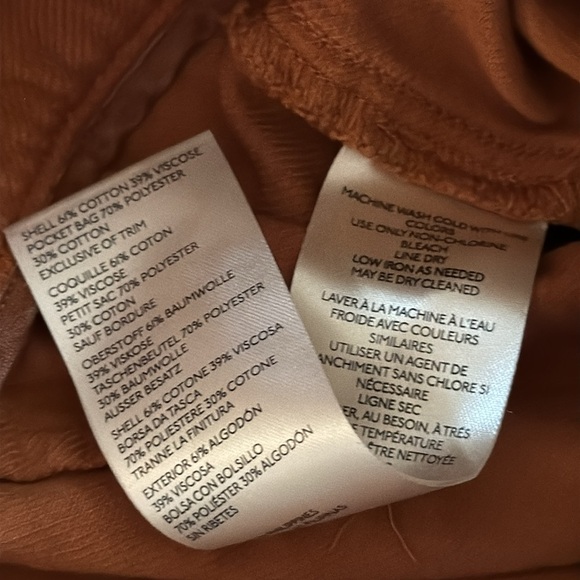 SHELL 61% COTTON 39% VISCOSE
POCKET BAG 70% POLYESTER
30% COTTON
EXCLUSIVE OF TRIM
COQUILLE 61% COTON
39% VISCOSE
PETIT SAC 70% POLYESTER
30% COTON
SAUF BORDURE
OBERSTOFF 61% BAUMWOLLE
39% VISKOSE
TASCHENBEUTEL 70% POLYESTER
30% BAUMWOLLE
AUSSER BESATZ
SHELL 61% COTONE 39% VISCOSA
BORSA DA TASCA
70% POLIESTERE 30% COTONE
TRANNE LA FINITURA
EXTERIOR 61% ALGODÓN
39% VISCOSA
BOLSA CON BOLSILLO
70% POLIÉSTER 30% ALGODÓN
SIN RIBETES
MACHINE WASH COLD WITH LIKE
COLORS
USE ONLY NON-CHLORINE
BLEACH
LINE DRY
LOW IRON AS NEEDED
MAY BE DRY CLEANED
LAVER À LA MACHINE À L'EAU
FROIDE AVEC COULEURS
SIMILAIRES
UTILISER UN AGENT DE
ANCHIMENT SANS CHLORE SI
NÉCESSAIRE
LIGNE SEC
ER, AU BESOIN, À TRÈS
E TEMPÉRATURE
TRE NETTOYÉE